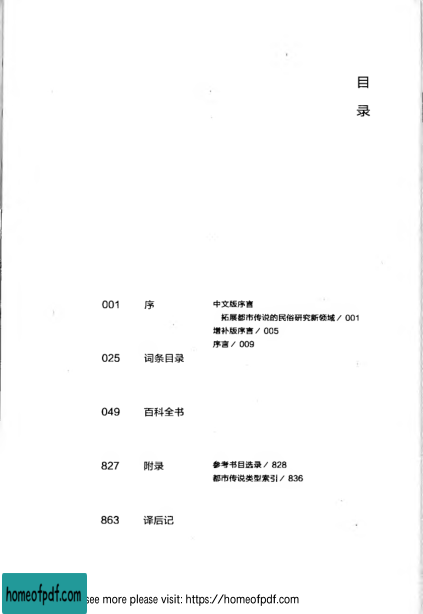 目
录
001 序 中文版序言
拓展都市传说的民俗研究新领域 / 001
增补版序言 / 005
序言 / 009
025 词条目录
049 百科全书
827 附录 参考书目选录 / 828
都市传说类型索引 / 836
863 译后记
homeofpdf.com see more please visit: https://homeofpdf.com